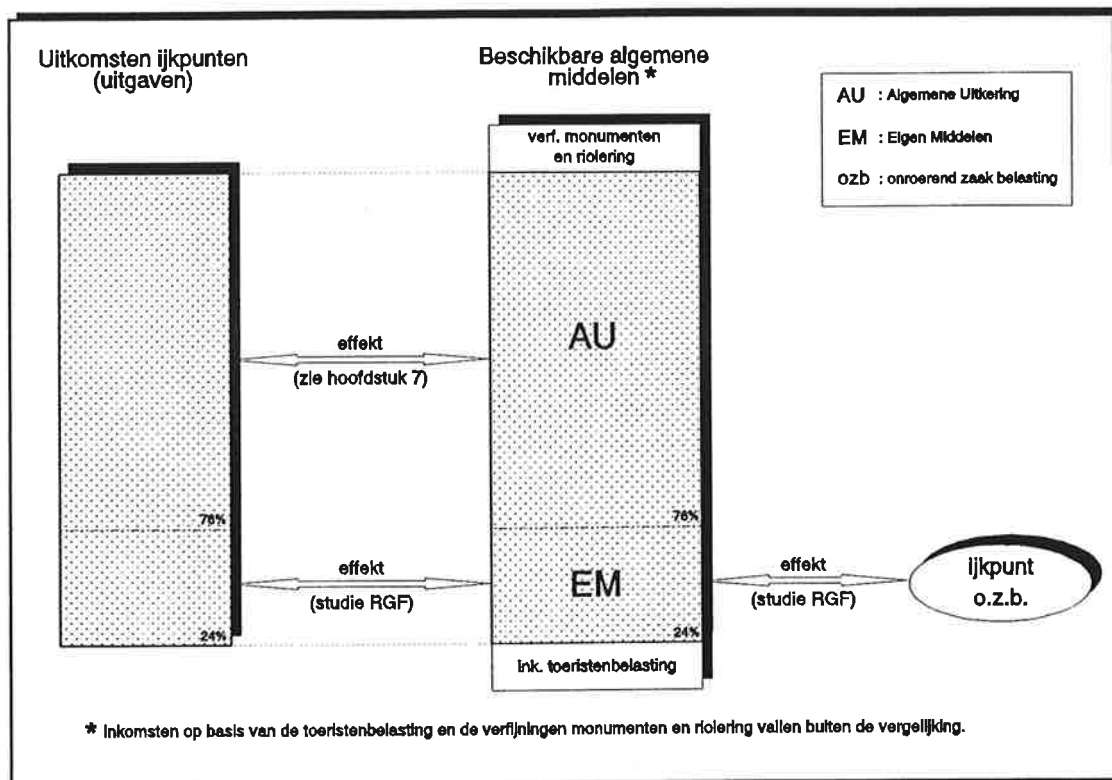 Uitkomsten ijkpunten
(uitgaven)
Beschikbare algemene
middelen *
AU : Algemene Uitkering
EM : Eigen Middelen
ozb : onroerend zaak belasting
verf. monumenten
en riolering
AU
effekt
(zie hoofdstuk 7)
76%
76%
EM
effekt
(studie RGF)
effekt
(studie RGF)
ijkpunt
o.z.b.
24%
24%
ink. toeristenbelasting
* Inkomsten op basis van de toeristenbelasting en de verfijningen monumenten en riolering vallen buiten de vergelijking.